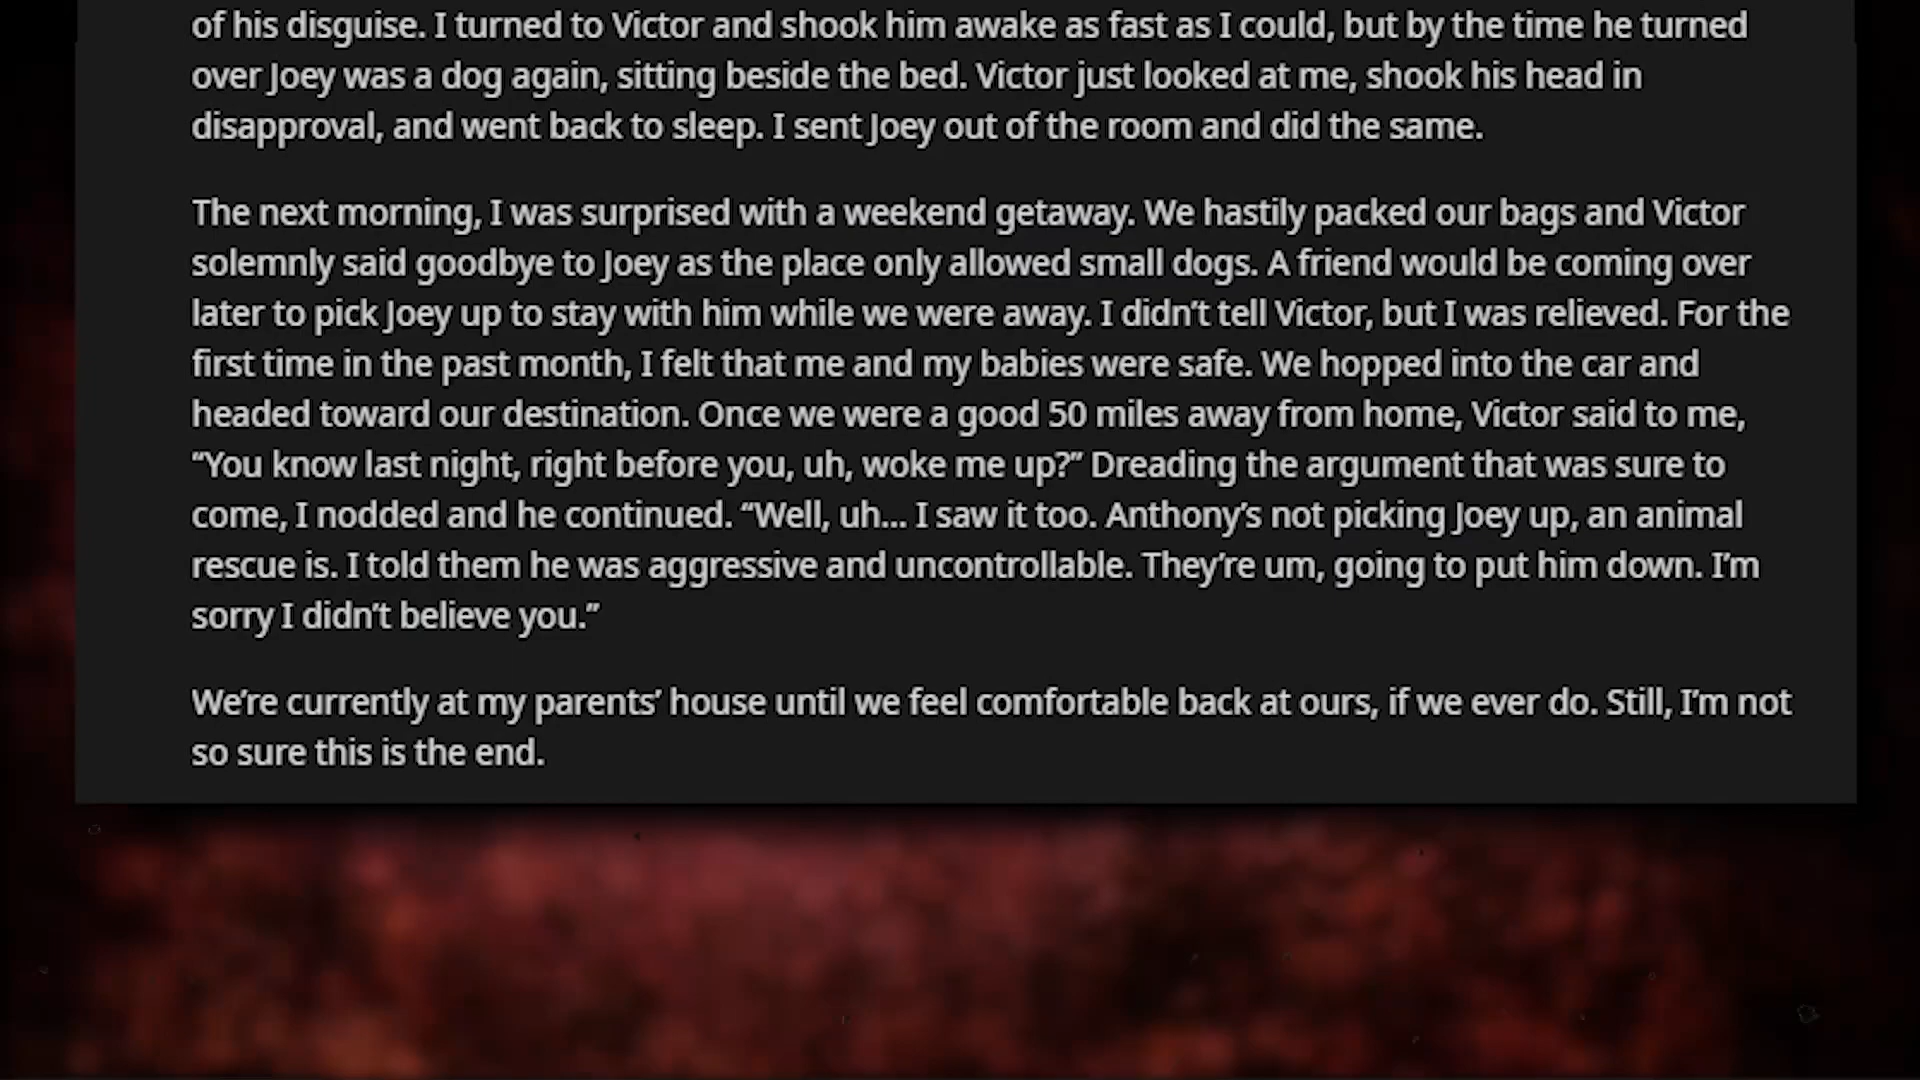 of his disguise. I turned to Victor and shook him awake as fast as I could, but by the time he turned
over Joey was a dog again, sitting beside the bed. Victor just looked at me, shook his head in
disapproval, and went back to sleep. I sent Joey out of the room and did the same.
The next morning, I was surprised with a weekend getaway. We hastily packed our bags and Victor
solemnly said goodbye to Joey as the place only allowed small dogs. A friend would be coming over
later to pick Joey up to stay with him while we were away. I didn’t tell Victor, but I was relieved. For the
first time in the past month, I felt that me and my babies were safe. We hopped into the car and
headed toward our destination. Once we were a good 50 miles away from home, Victor said to me,
“You know last night, right before you, uh, woke me up?” Dreading the argument that was sure to
come, I nodded and he continued. “Well, uh... I saw it too. Anthony’s not picking Joey up, an animal
rescue is. I told them he was aggressive and uncontrollable. They’re um, going to put him down. I’m
sorry I didn’t believe you.”
We’re currently at my parents’ house until we feel comfortable back at ours, if we ever do. Still, I’m not
so sure this is the end.